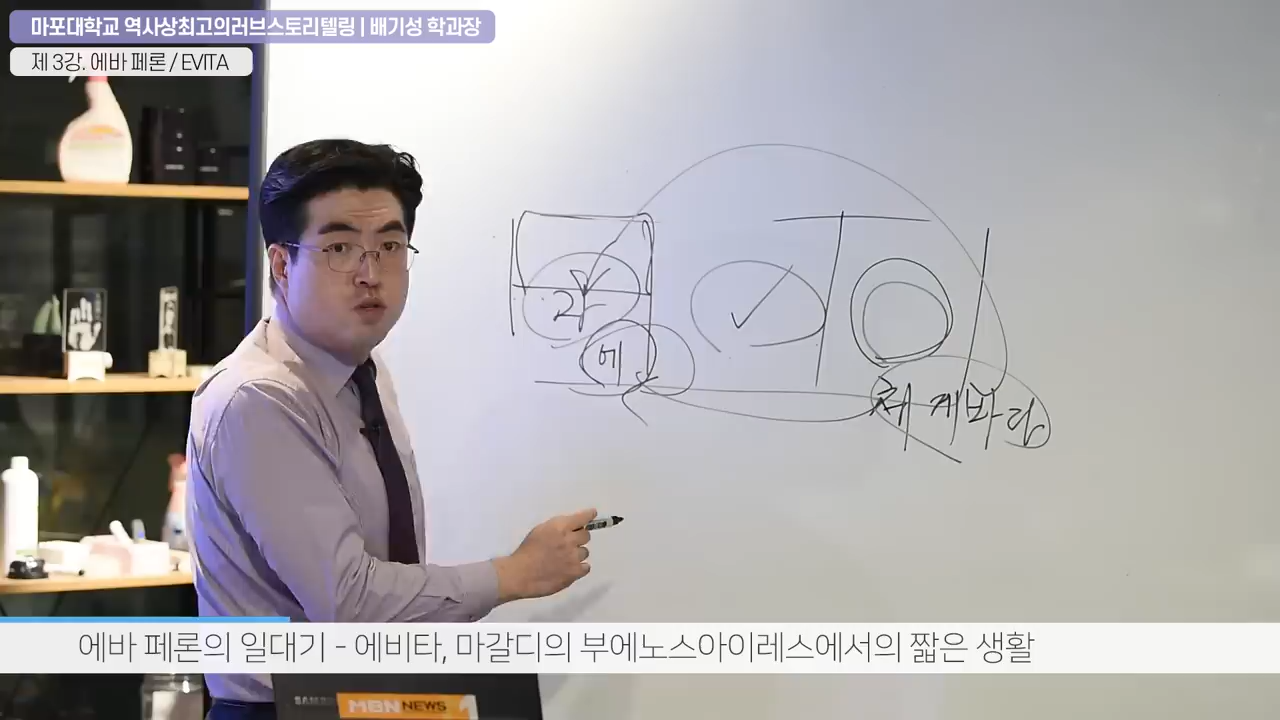 마포대학교 역사상최고의러브스토리텔링 | 배기성 학과장
제 3강. 에바 페론 / EVITA
에
체 게바라
에바 페론의 일대기 - 에비타, 마갈디의 부에노스아이레스에서의 짧은 생활
MBN NEWS